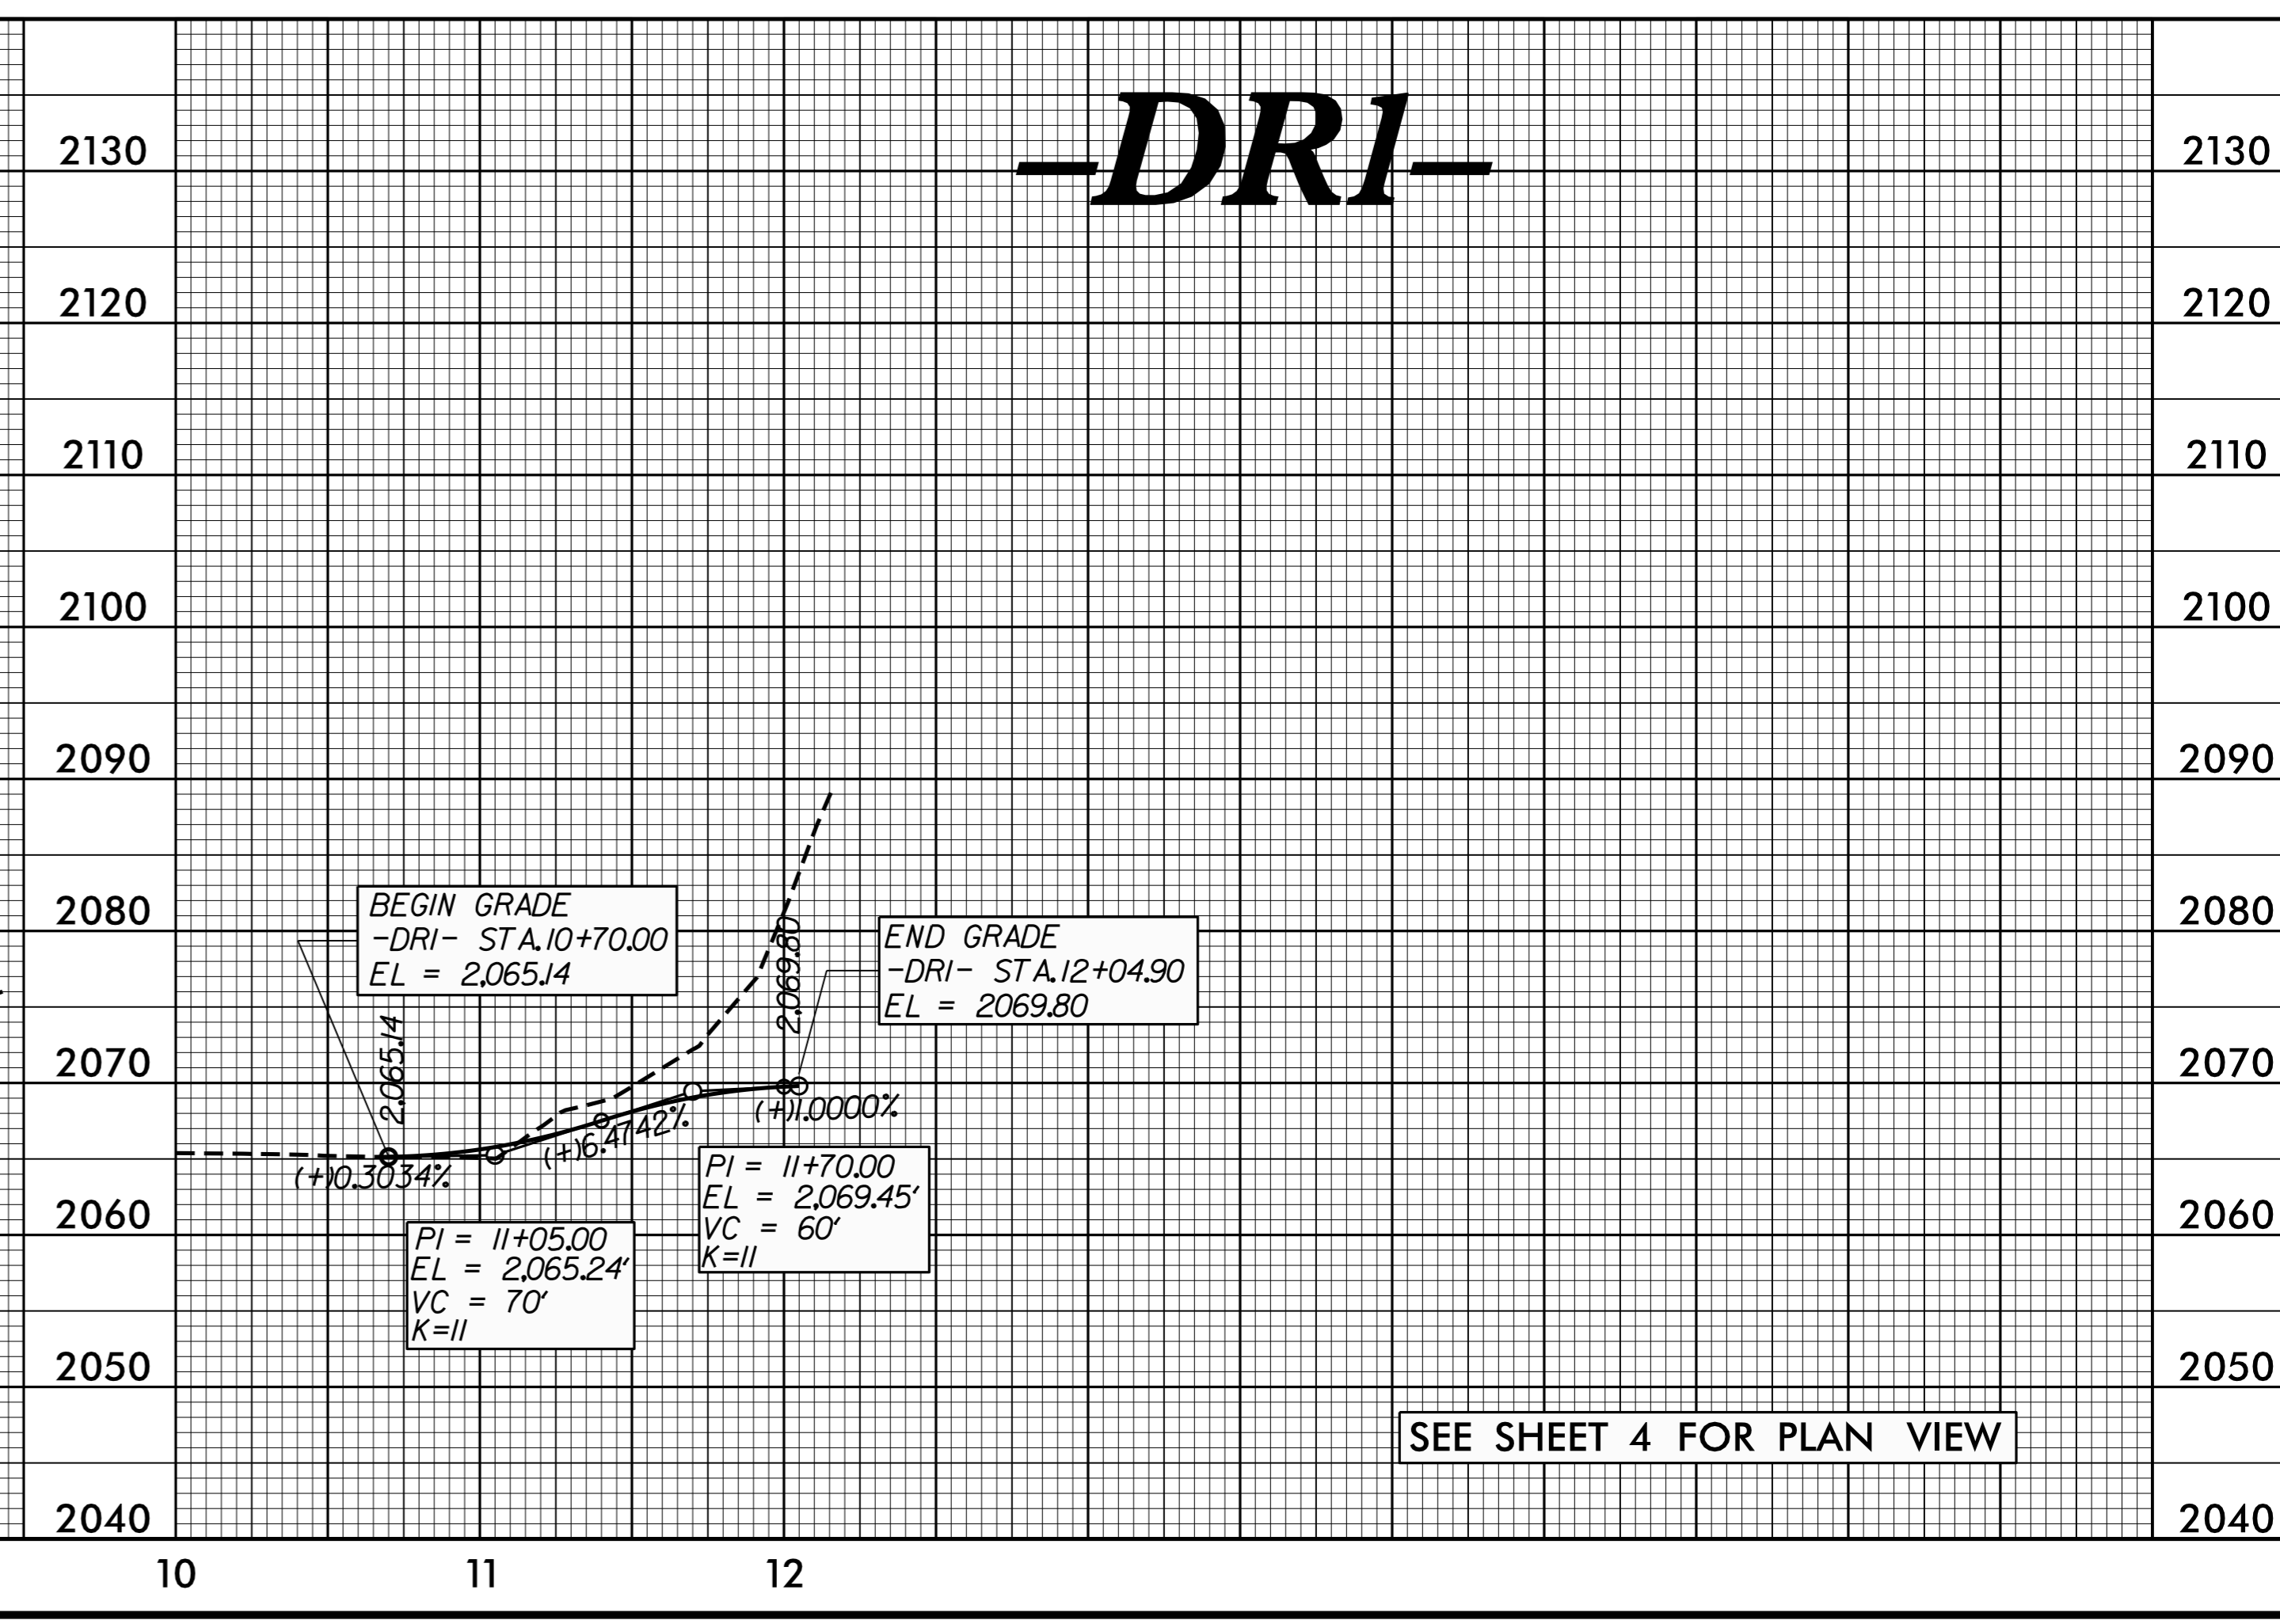 -DR1-
2130 2130
2120 2120
2110 2110
2100 2100
2090 2090
2080 2080
2070 2070
2060 2060
2050 2050
2040 2040
BEGIN GRADE
-DR1- STA. 10+70.00
EL = 2,065.14
2,065.14
2,069.80
END GRADE
-DR1- STA. 12+04.90
EL = 2069.80
(+)0.3034%
(+)6.4742%
(+)1.0000%
PI = 11+05.00
EL = 2,065.24'
VC = 70'
K=11
PI = 11+70.00
EL = 2,069.45'
VC = 60'
K=11
SEE SHEET 4 FOR PLAN VIEW
10 11 12